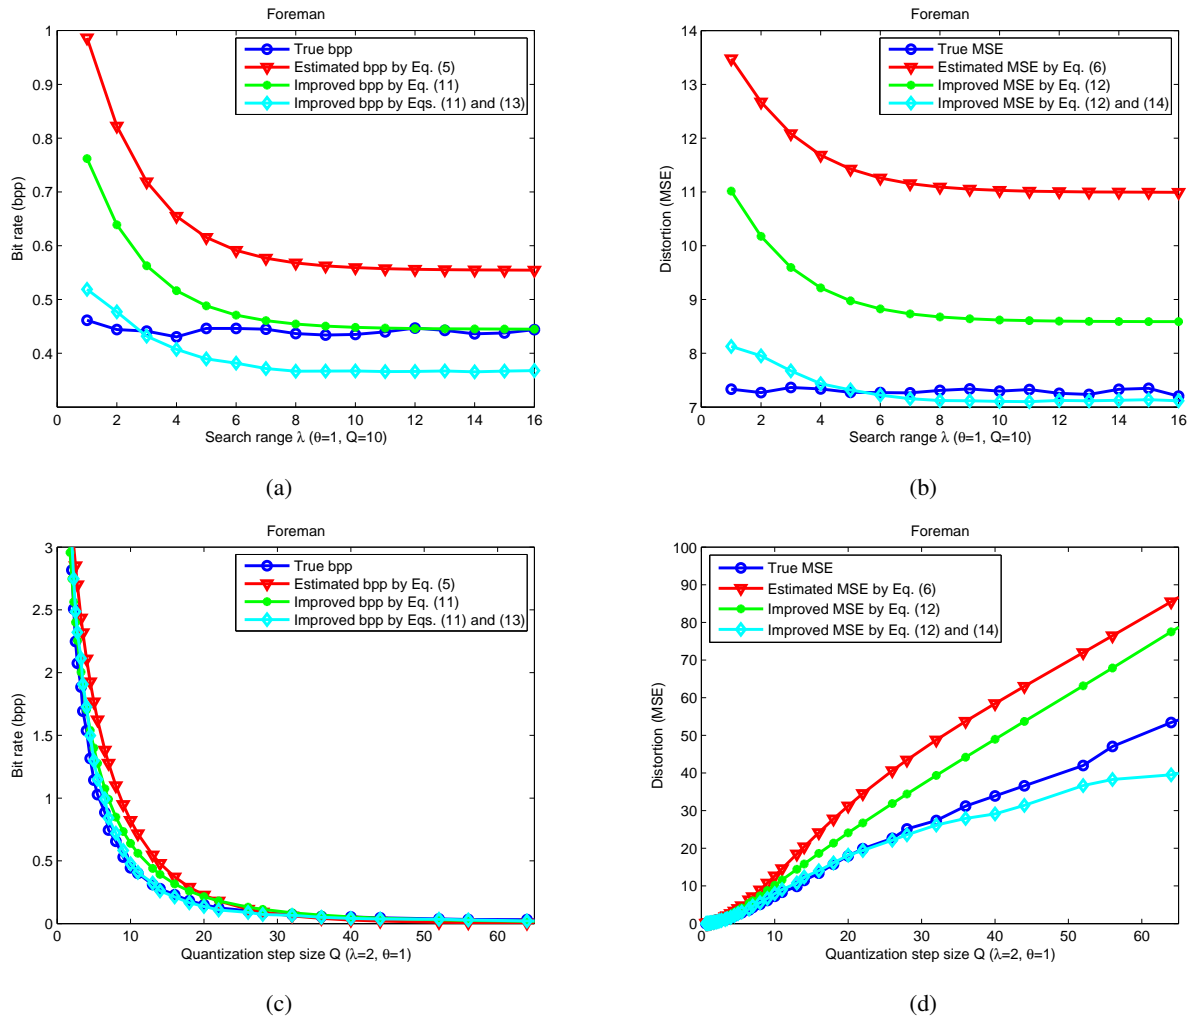 Foreman
1
0.9
0.8
0.7
0.6
0.5
0.4
0 2 4 6 8 10 12 14 16
Bit rate (bpp)
Search range λ (θ=1, Q=10)
True bpp
Estimated bpp by Eq. (5)
Improved bpp by Eq. (11)
Improved bpp by Eqs. (11) and (13)
(a)
Foreman
14
13
12
11
10
9
8
7
0 2 4 6 8 10 12 14 16
Distortion (MSE)
Search range λ (θ=1, Q=10)
True MSE
Estimated MSE by Eq. (6)
Improved MSE by Eq. (12)
Improved MSE by Eq. (12) and (14)
(b)
Foreman
3
2.5
2
1.5
1
0.5
0
0 10 20 30 40 50 60
Bit rate (bpp)
Quantization step size Q (λ=2, θ=1)
True bpp
Estimated bpp by Eq. (5)
Improved bpp by Eq. (11)
Improved bpp by Eqs. (11) and (13)
(c)
Foreman
100
90
80
70
60
50
40
30
20
10
0
0 10 20 30 40 50 60
Distortion (MSE)
Quantization step size Q (λ=2, θ=1)
True MSE
Estimated MSE by Eq. (6)
Improved MSE by Eq. (12)
Improved MSE by Eq. (12) and (14)
(d)